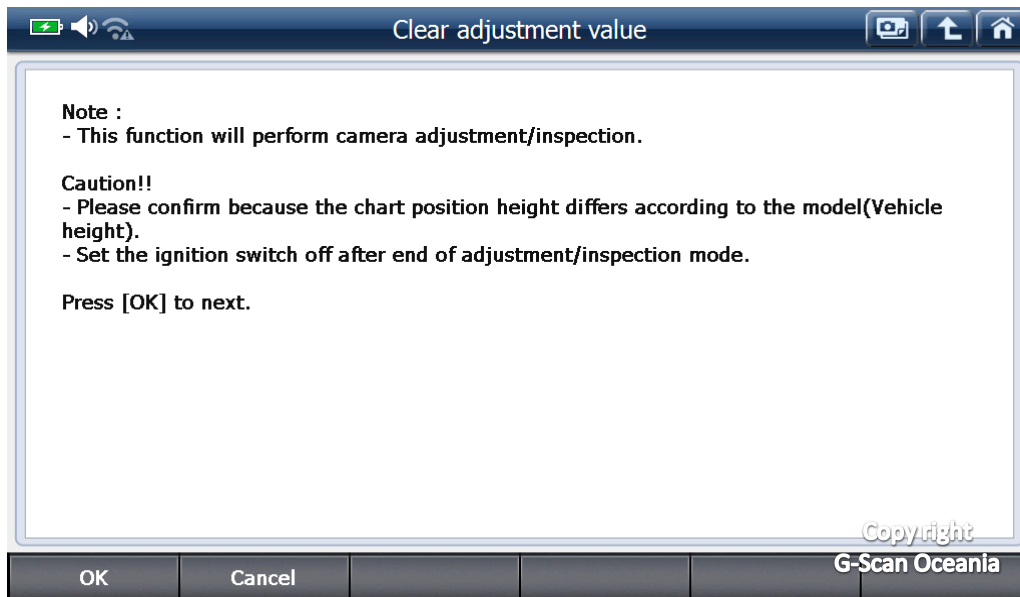 Clear adjustment value
Note :
- This function will perform camera adjustment/inspection.
Caution!!
- Please confirm because the chart position height differs according to the model(Vehicle
height).
- Set the ignition switch off after end of adjustment/inspection mode.
Press [OK] to next.
Copyright
G-Scan Oceania
OK Cancel